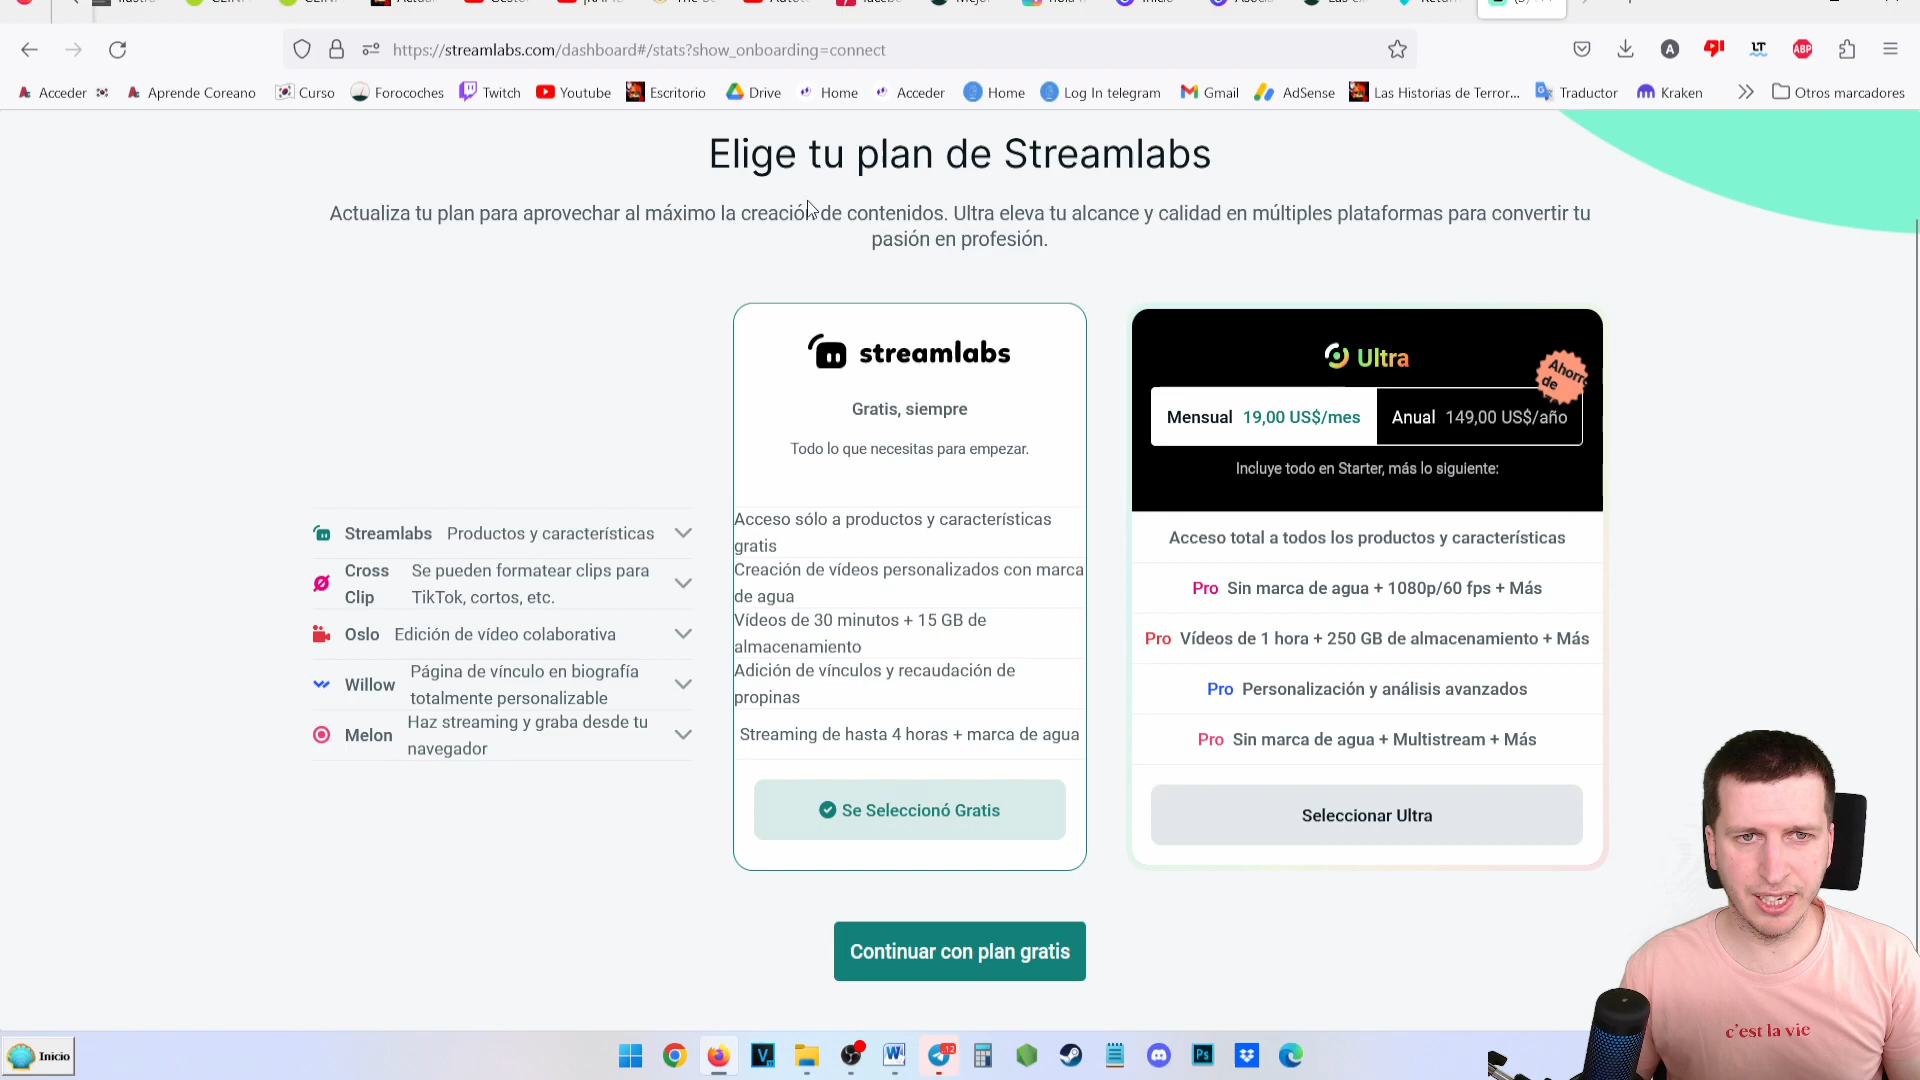 https://streamlabs.com/dashboard#/stats?show_onboarding=connect
Acceder
Aprende Coreano
Curso
Forocoches
Twitch
Youtube
Escritorio
Drive
Home
Acceder
Home
Log In telegram
Gmail
AdSense
Las Historias de Terror...
Traductor
Kraken
Otros marcadores
Elige tu plan de Streamlabs
Actualiza tu plan para aprovechar al máximo la creación de contenidos. Ultra eleva tu alcance y calidad en múltiples plataformas para convertir tu
pasión en profesión.
streamlabs
Gratis, siempre
Todo lo que necesitas para empezar.
Ultra
Ahorr
de
Mensual 19,00 US$/mes
Anual 149,00 US$/año
Incluye todo en Starter, más lo siguiente:
Streamlabs Productos y características
Acceso sólo a productos y características
gratis
Acceso total a todos los productos y características
Cross
Clip
Se pueden formatear clips para
TikTok, cortos, etc.
Creación de vídeos personalizados con marca
de agua
Pro Sin marca de agua + 1080p/60 fps + Más
Oslo Edición de vídeo colaborativa
Vídeos de 30 minutos + 15 GB de
almacenamiento
Pro Vídeos de 1 hora + 250 GB de almacenamiento + Más
Willow
Página de vínculo en biografía
totalmente personalizable
Adición de vínculos y recaudación de
propinas
Pro Personalización y análisis avanzados
Melon
Haz streaming y graba desde tu
navegador
Streaming de hasta 4 horas + marca de agua
Pro Sin marca de agua + Multistream + Más
Se Seleccionó Gratis
Seleccionar Ultra
Continuar con plan gratis
c'est la vie
Inicio